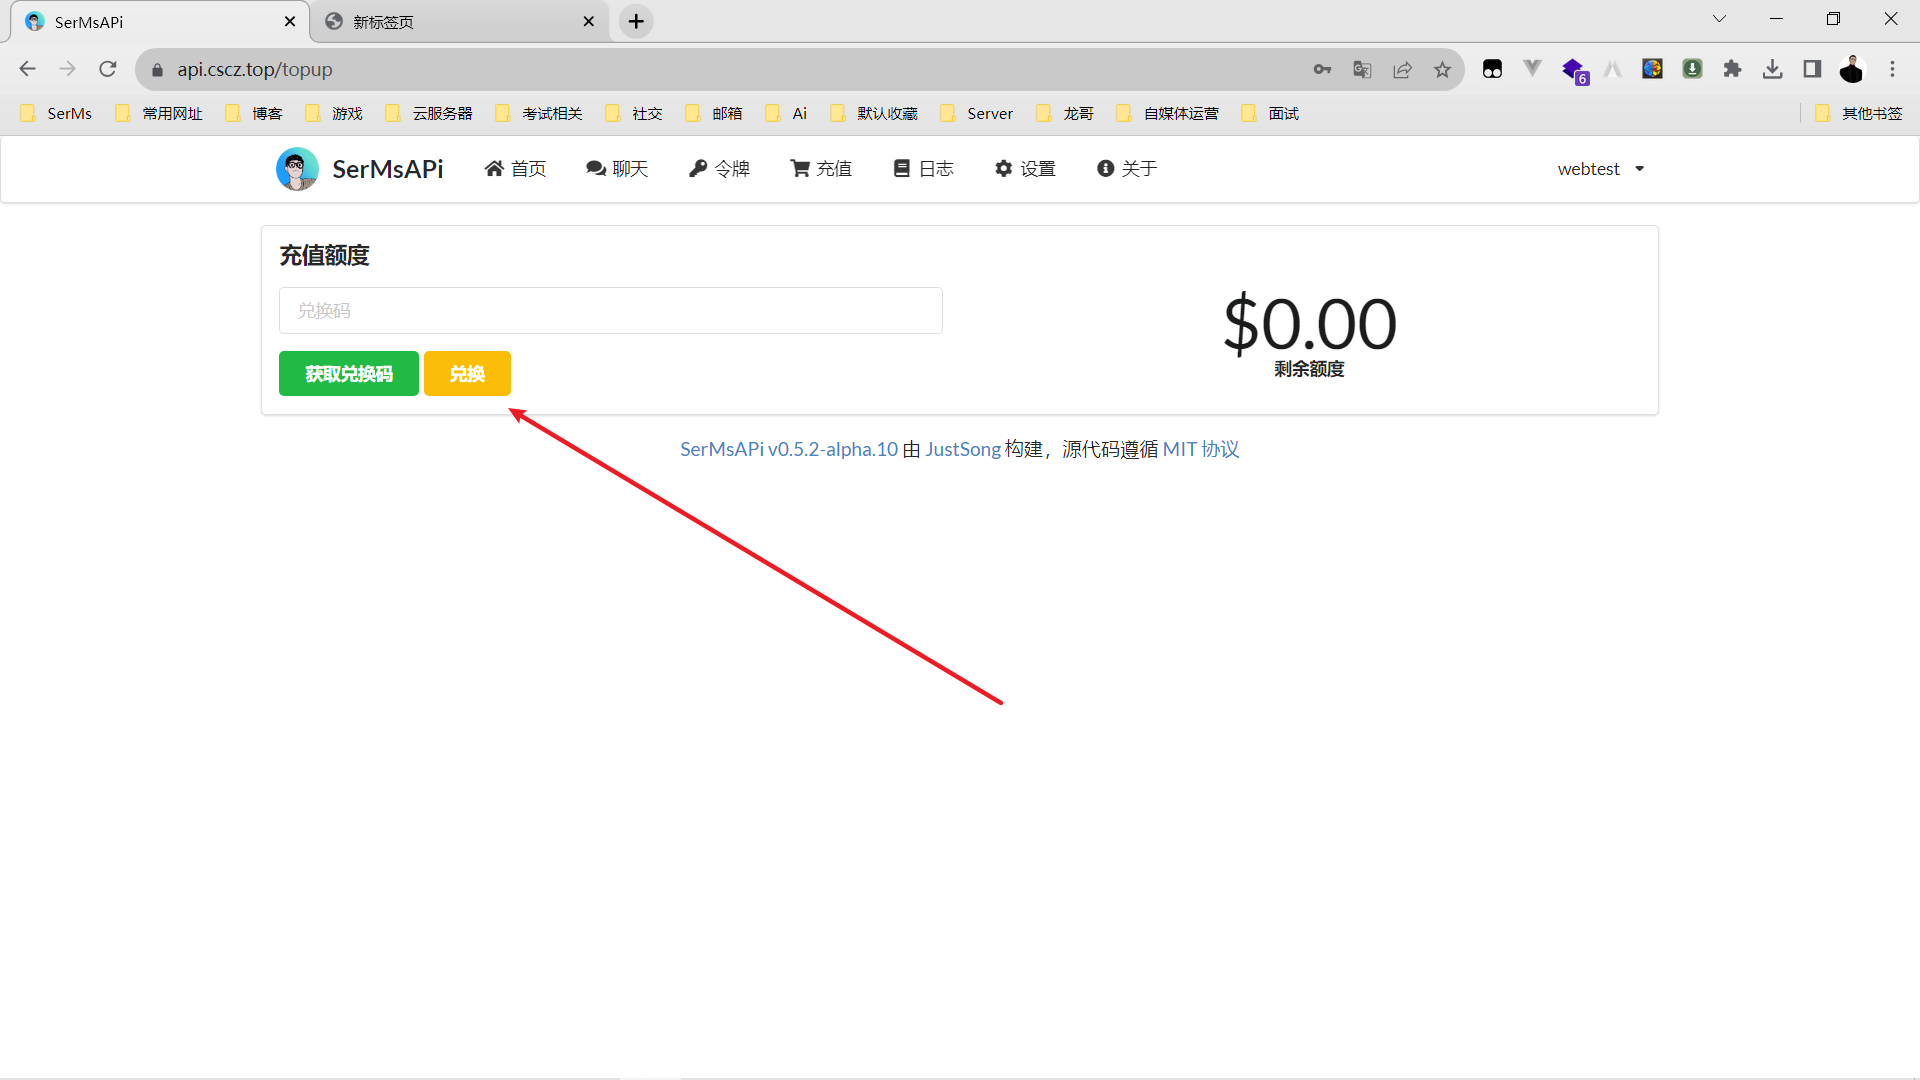 SerMsAPi
新标签页
api.cscz.top/topup
6
SerMs 常用网址 博客 游戏 云服务器 考试相关 社交 邮箱 Ai 默认收藏 Server 龙哥 自媒体运营 面试 其他书签
SerMsAPi 首页 聊天 令牌 充值 日志 设置 关于 webtest
充值额度
兑换码
获取兑换码 兑换
$0.00
剩余额度
SerMsAPi v0.5.2-alpha.10 由 JustSong 构建，源代码遵循 MIT 协议